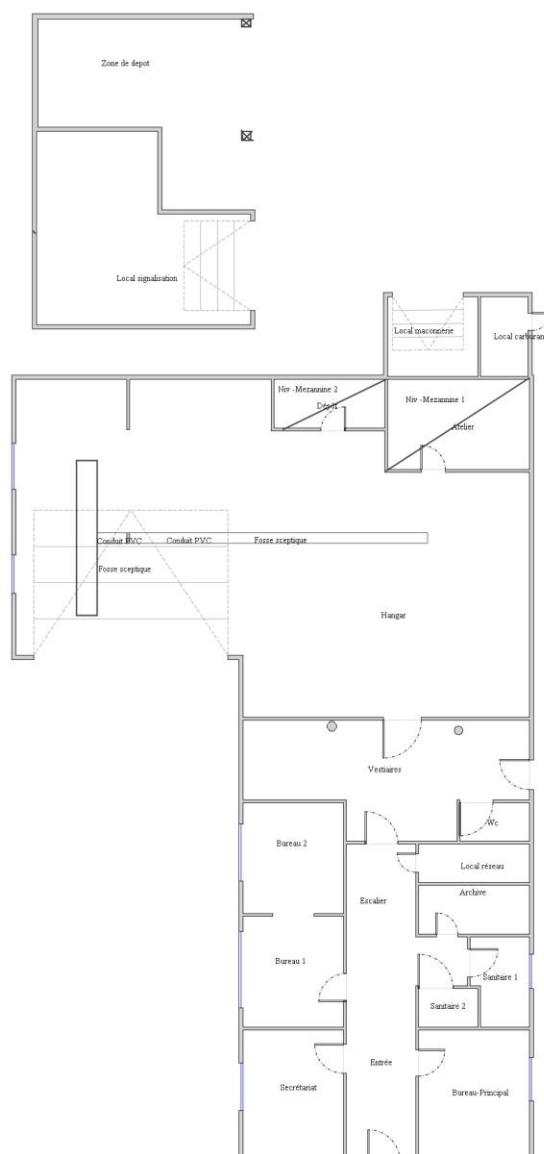 Zone de depot
Local signalisation
Local maconnerie
Local carburan
Niv -Mezannine 2
Dépôt
Niv -Mezannine 1
Atelier
Conduit PVC
Conduit PVC
Fosse sceptique
Fosse sceptique
Hangar
Vestiaires
Wc
Bureau 2
Local réseau
Escalier
Archive
Bureau 1
Sanitaire 1
Sanitaire 2
Entrée
Secrétariat
Bureau-Principal